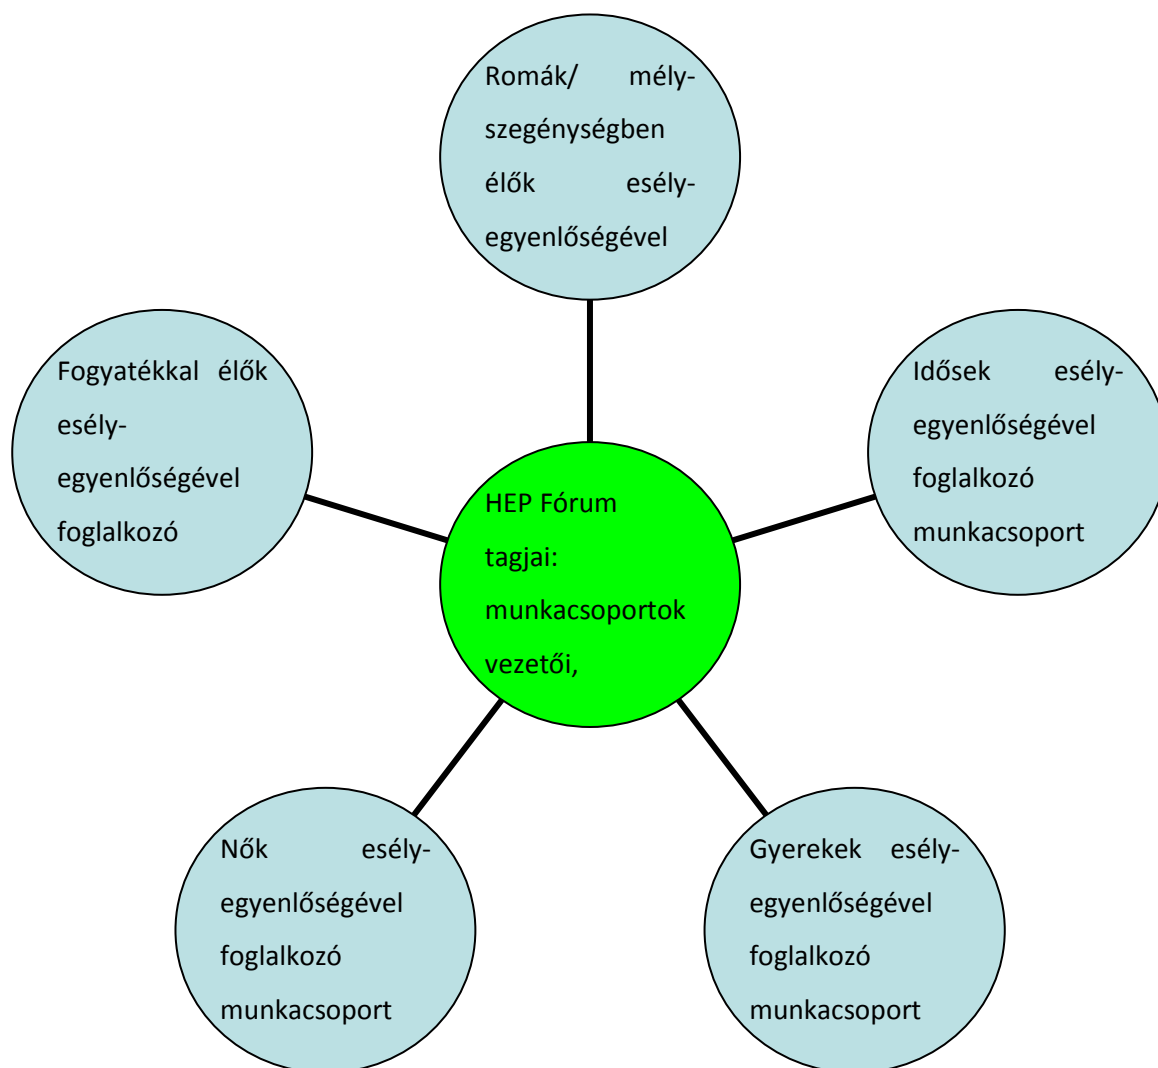 Romák/ mély-
szegénységben
élők esély-
egyenlőségével
Fogyatékkal élők
esély-
egyenlőségével
foglalkozó
Idősek esély-
egyenlőségével
foglalkozó
munkacsoport
HEP Fórum
tagjai:
munkacsoportok
vezetői,
Nők esély-
egyenlőségével
foglalkozó
munkacsoport
Gyerekek esély-
egyenlőségével
foglalkozó
munkacsoport